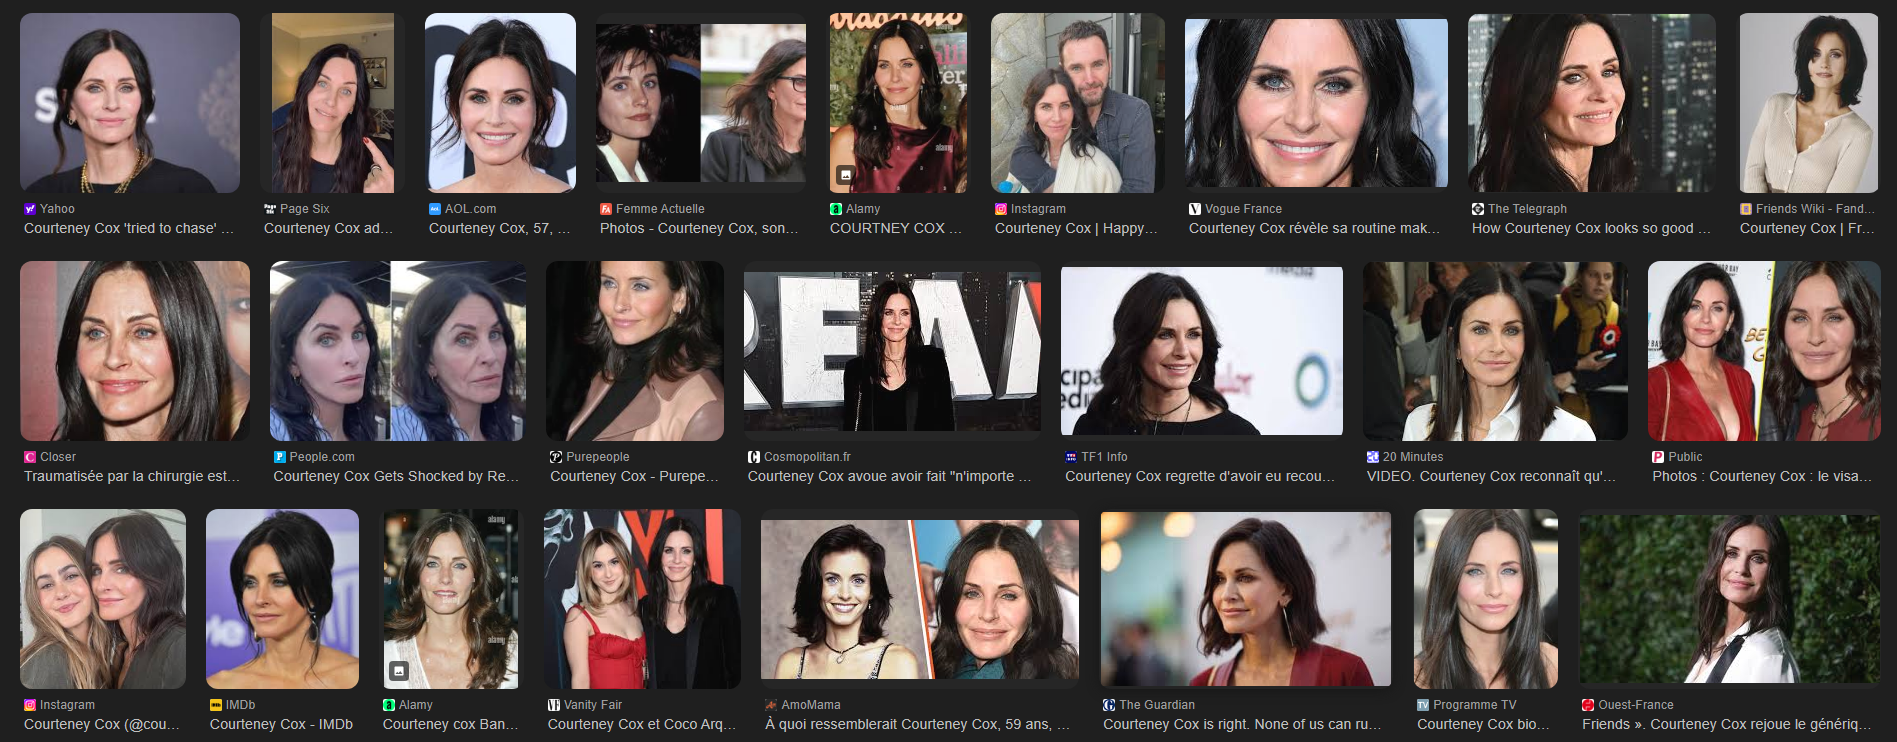 Yahoo
Courteney Cox 'tried to chase' ...
Page Six
Courteney Cox ad...
AOL.com
Courteney Cox, 57, ...
Femme Actuelle
Photos - Courteney Cox, son...
Alamy
COURTNEY COX ...
Instagram
Courteney Cox | Happy...
Vogue France
Courteney Cox révèle sa routine mak...
The Telegraph
How Courteney Cox looks so good ...
Friends Wiki - Fand...
Courteney Cox | Fr...
Closer
Traumatisée par la chirurgie est...
People.com
Courteney Cox Gets Shocked by Re...
Purepeople
Courteney Cox - Purepe...
Cosmopolitan.fr
Courteney Cox avoue avoir fait "n'importe ...
TF1 Info
Courteney Cox regrette d'avoir eu recou...
20 Minutes
VIDEO. Courteney Cox reconnaît qu'...
Public
Photos : Courteney Cox : le visa...
Instagram
Courteney Cox (@cou...
IMDb
Courteney Cox - IMDb
Alamy
Courteney cox Ban...
Vanity Fair
Courteney Cox et Coco Arq...
AmoMama
À quoi ressemblerait Courteney Cox, 59 ans, ...
The Guardian
Courteney Cox is right. None of us can ru...
Programme TV
Courteney Cox bio...
Ouest-France
Friends ». Courteney Cox rejoue le génériq...